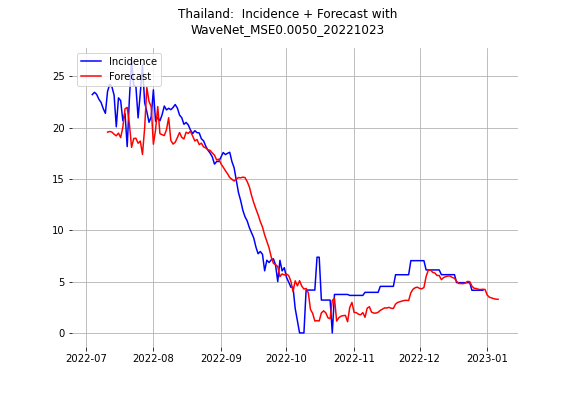 Thailand:  Incidence + Forecast with
WaveNet_MSE0.0050_20221023
Incidence
Forecast
25
20
15
10
5
0
2022-07 2022-08 2022-09 2022-10 2022-11 2022-12 2023-01